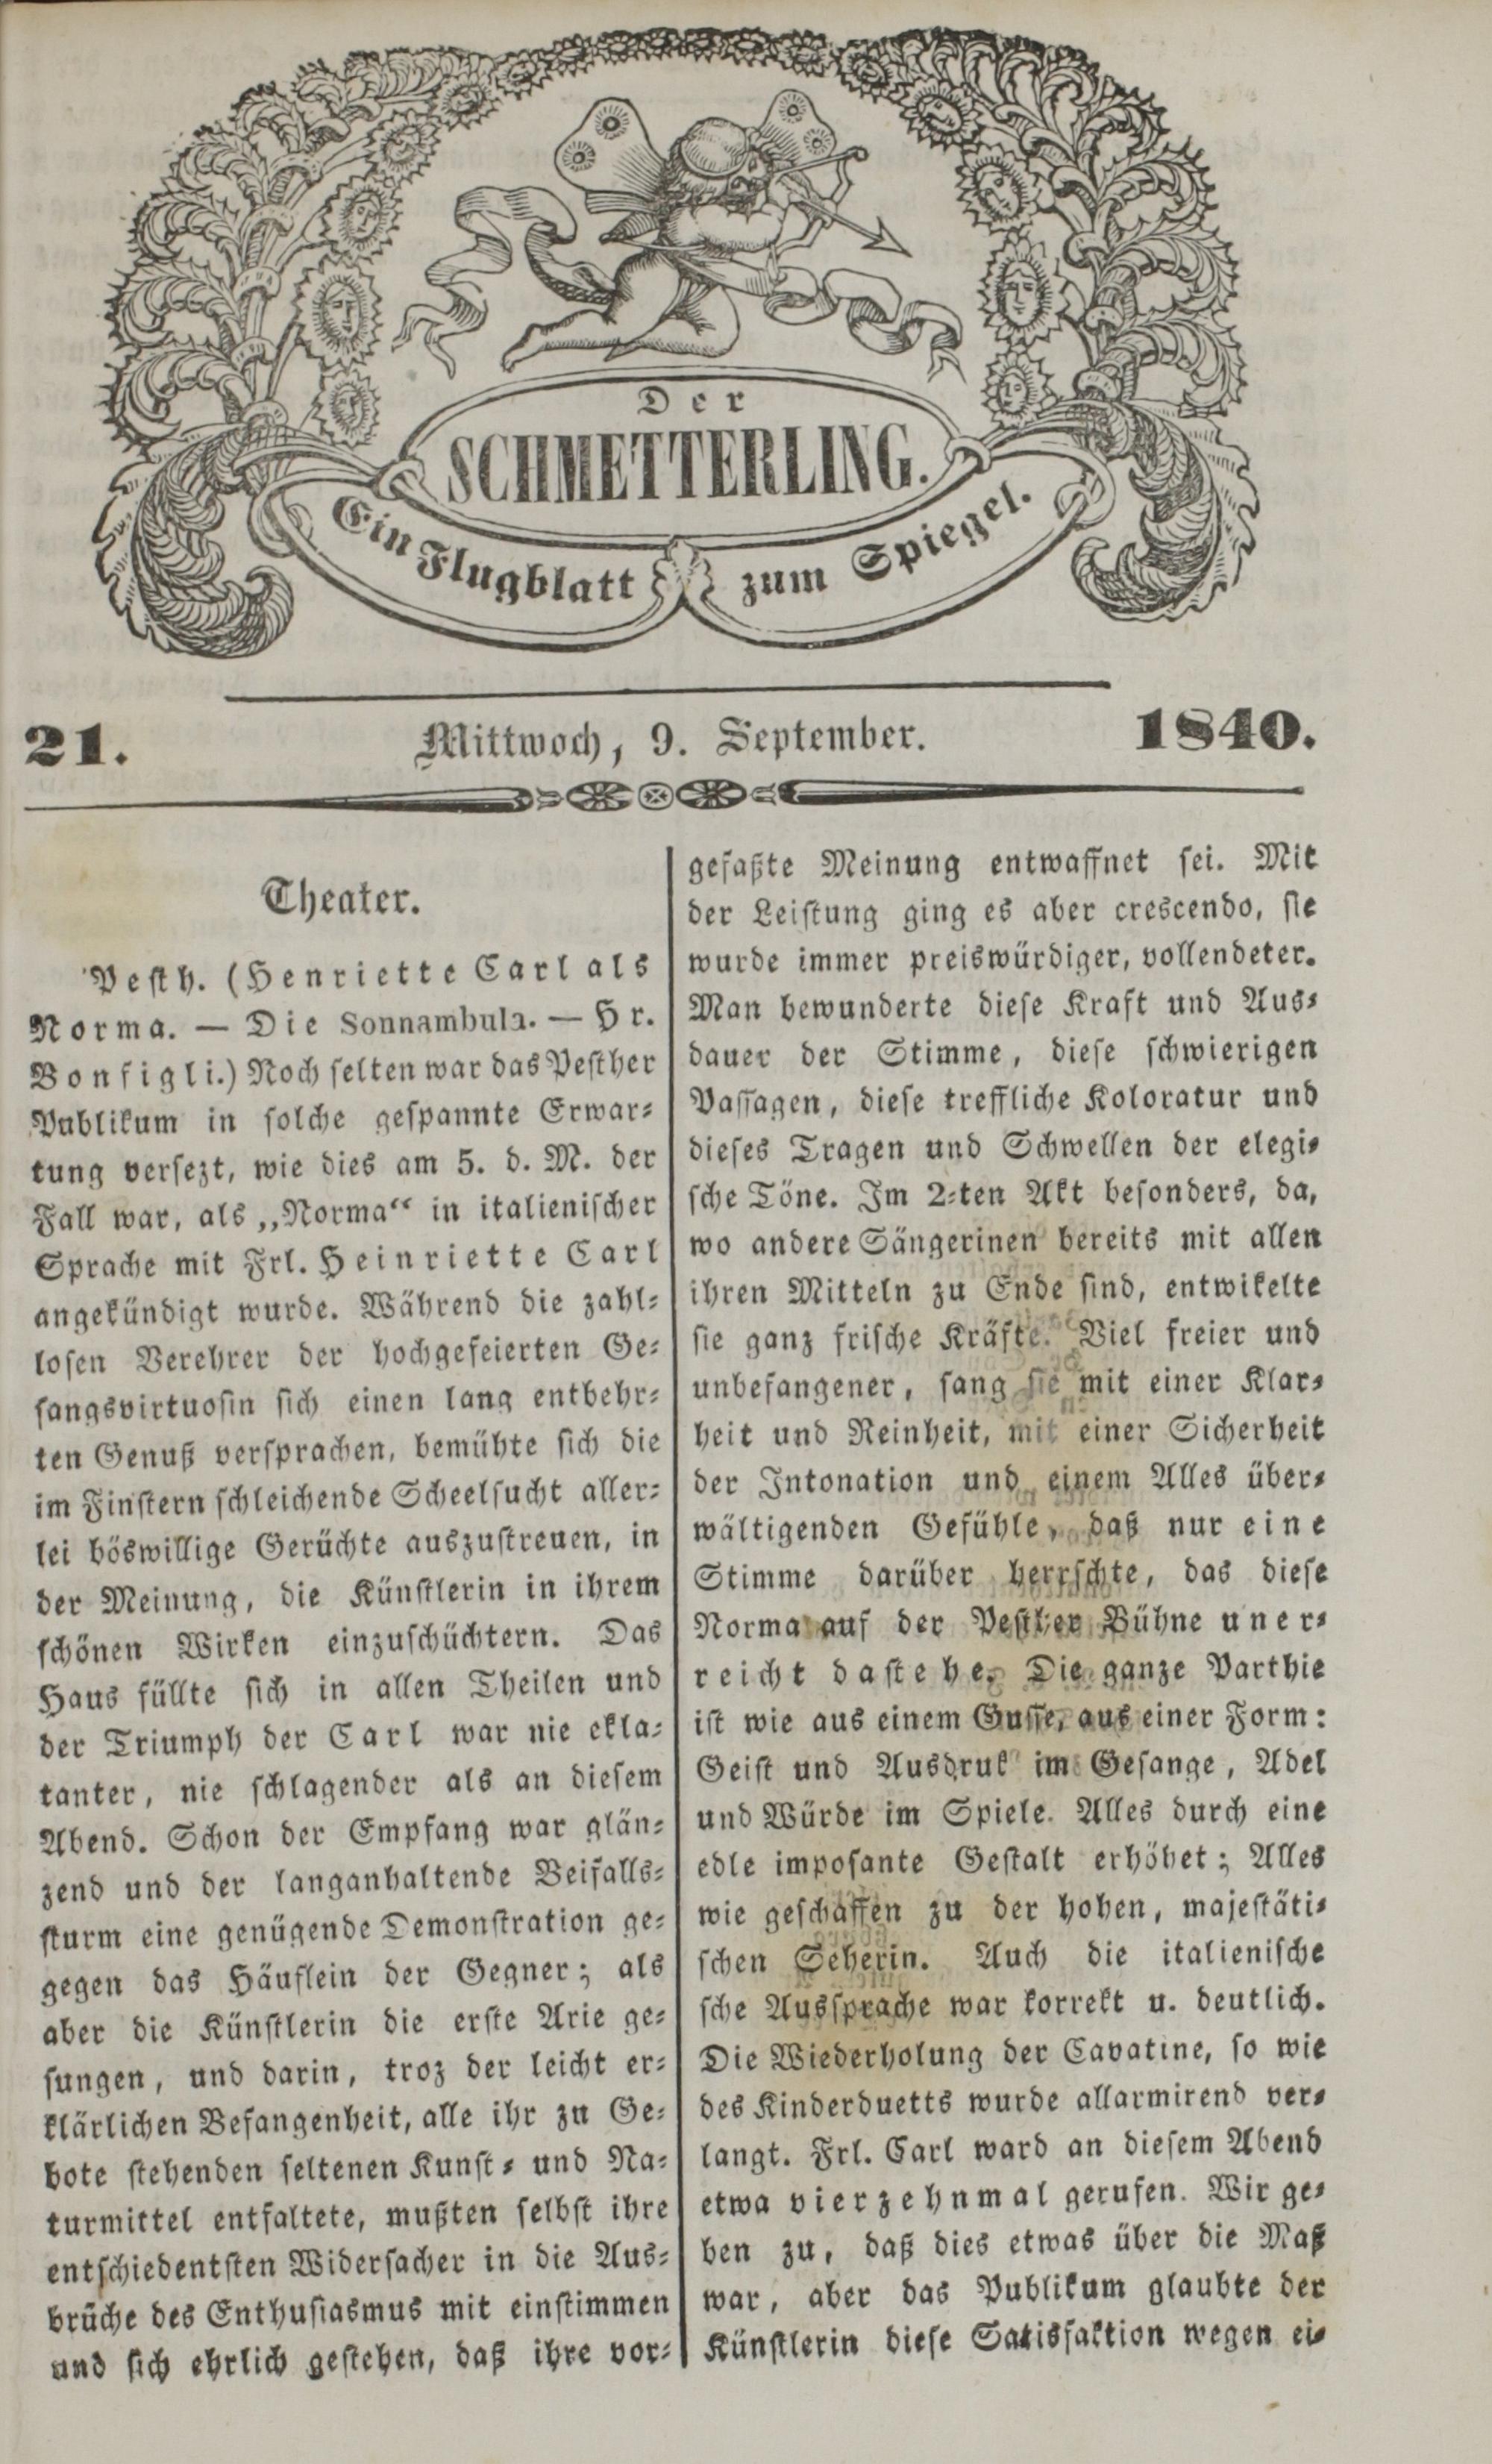 Der
SCHMETTERLING.
Ein Flugblatt zum Spiegel.
21. Mittwoch, 9. September. 1840.
Theater.
Pesth. (Henriette Carl als
Norma. — Die Sonnambula. — Hr.
Bonfigli.) Noch selten war das Pesther
Publikum in solche gespannte Erwar-
tung versezt, wie dies am 5. d. M. der
Fall war, als „Norma“ in italienischer
Sprache mit Frl. Heinriette Carl
angekündigt wurde. Während die zahl-
losen Verehrer der hochgefeierten Ge-
sangsvirtuosin sich einen lang entbehr-
ten Genuß versprachen, bemühte sich die
im Finstern schleichende Scheelsucht aller-
lei böswillige Gerüchte auszustreuen, in
der Meinung, die Künstlerin in ihrem
schönen Wirken einzuschüchtern. Das
Haus füllte sich in allen Theilen und
der Triumph der Carl war nie ekla-
tanter, nie schlagender als an diesem
Abend. Schon der Empfang war glän-
zend und der langanhaltende Beifalls-
sturm eine genügende Demonstration ge-
gegen das Häuflein der Gegner; als
aber die Künstlerin die erste Arie ge-
sungen, und darin, troz der leicht er-
klärlichen Befangenheit, alle ihr zu Ge-
bote stehenden seltenen Kunst- und Na-
turmittel entfaltete, mußten selbst ihre
entschiedentsten Widersacher in die Aus-
brüche des Enthusiasmus mit einstimmen
und sich ehrlich gestehen, daß ihre vor-
gefaßte Meinung entwaffnet sei. Mit
der Leistung ging es aber crescendo, sie
wurde immer preiswürdiger, vollendeter.
Man bewunderte diese Kraft und Aus-
dauer der Stimme, diese schwierigen
Passagen, diese treffliche Koloratur und
dieses Tragen und Schwellen der elegi-
sche Töne. Im 2-ten Akt besonders, da,
wo andere Sängerinen bereits mit allen
ihren Mitteln zu Ende sind, entwikelte
sie ganz frische Kräfte. Viel freier und
unbefangener, sang sie mit einer Klar-
heit und Reinheit, mit einer Sicherheit
der Intonation und einem Alles über-
wältigenden Gefühle, daß nur eine
Stimme darüber herrschte, das diese
Norma auf der Pesther Bühne uner-
reicht dastehe. Die ganze Parthie
ist wie aus einem Gusse, aus einer Form:
Geist und Ausdruk im Gesange, Adel
und Würde im Spiele. Alles durch eine
edle imposante Gestalt erhöhet; Alles
wie geschaffen zu der hohen, majestäti-
schen Seherin. Auch die italienische
sche Aussprache war korrekt u. deutlich.
Die Wiederholung der Cavatine, so wie
des Kinderduetts wurde allarmirend ver-
langt. Frl. Carl ward an diesem Abend
etwa vierzehnmal gerufen. Wir ge-
ben zu, daß dies etwas über die Maß
war, aber das Publikum glaubte der
Künstlerin diese Satisfaktion wegen ei-